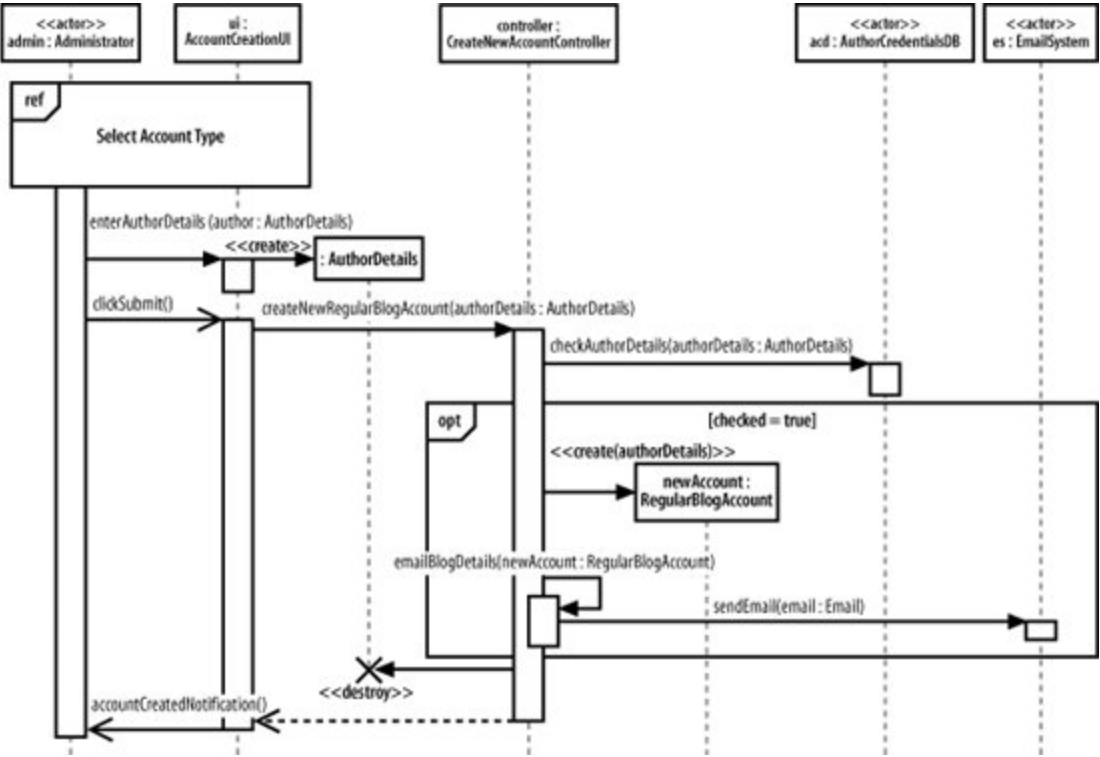 <<actor>>
admin : Administrator
ui :
AccountCreationUI
controller :
CreateNewAccountController
<<actor>>
acd : AuthorCredentialsDB
<<actor>>
es : EmailSystem
ref
Select Account Type
enterAuthorDetails (author : AuthorDetails)
<<create>>
: AuthorDetails
clickSubmit()
createNewRegularBlogAccount(authorDetails : AuthorDetails)
checkAuthorDetails(authorDetails : AuthorDetails)
opt
[checked = true]
<<create(authorDetails)>>
newAccount :
RegularBlogAccount
emailBlogDetails(newAccount : RegularBlogAccount)
sendEmail(email : Email)
<<destroy>>
accountCreatedNotification()